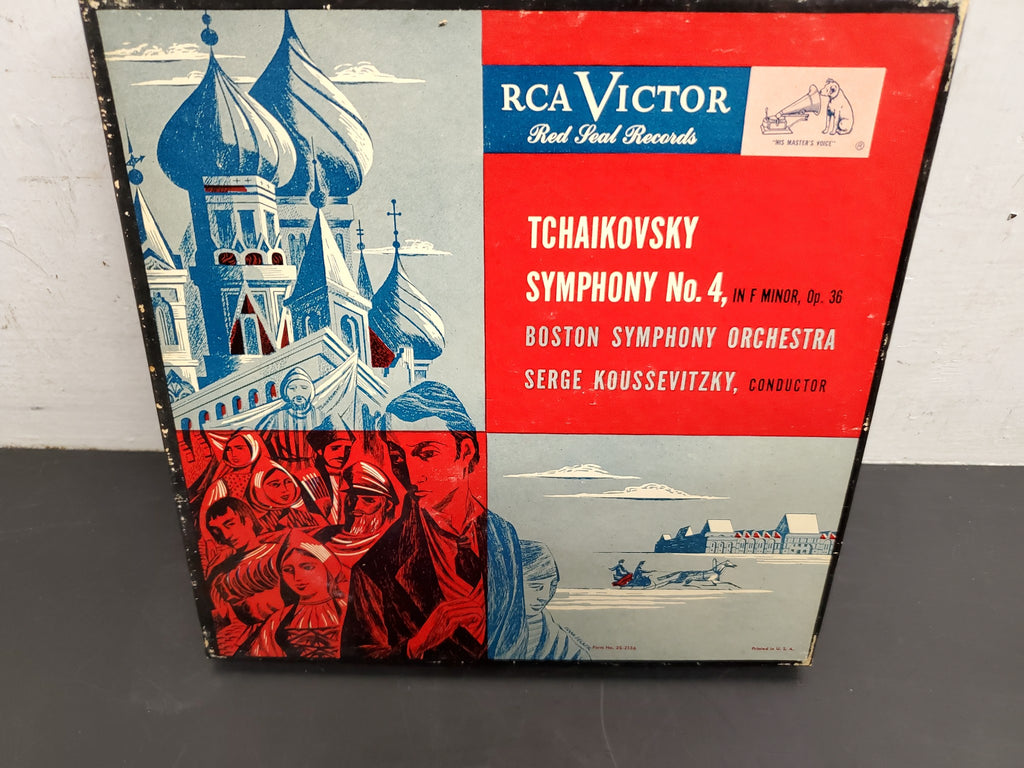 RCA VICTOR
Red Seal Records
"HIS MASTER'S VOICE" ®
TCHAIKOVSKY
SYMPHONY No. 4, IN F MINOR, Op. 36
BOSTON SYMPHONY ORCHESTRA
SERGE KOUSSEVITZKY, CONDUCTOR
Printed in U. S. A.